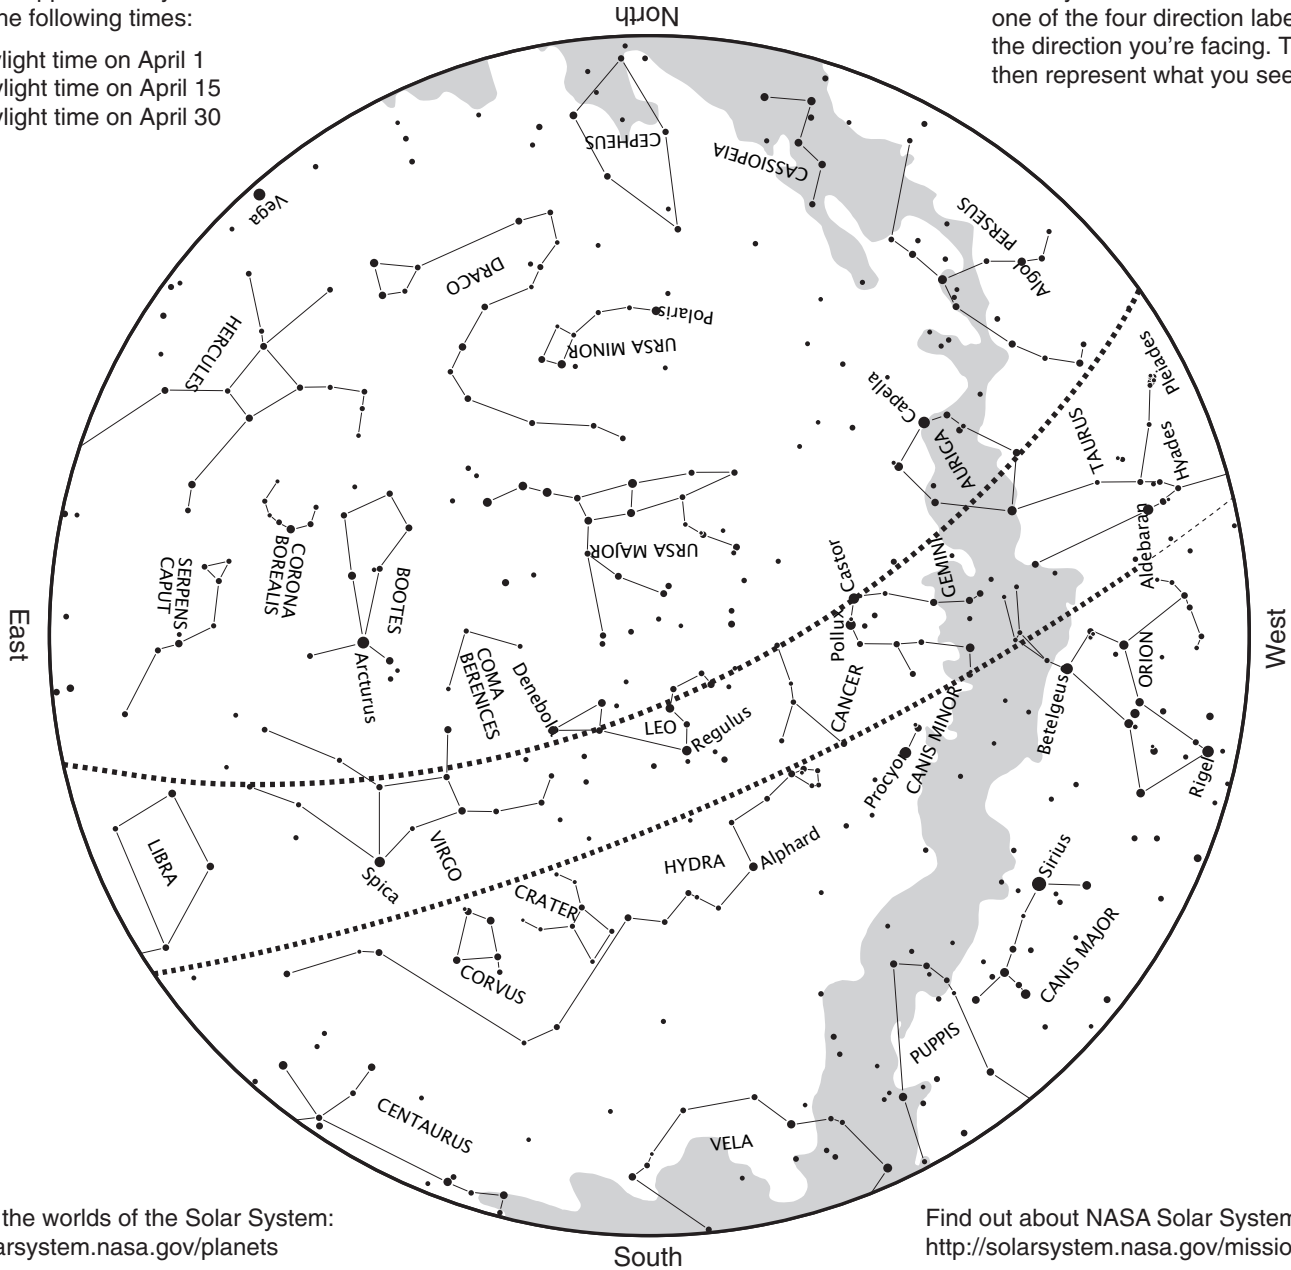 he following times:
light time on April 1
light time on April 15
light time on April 30
North
one of the four direction labe
the direction you're facing. T
then represent what you see
CEPHEUS
CASSIOPEIA
Vega
PERSEUS
Algol
DRACO
Polaris
URSA MINOR
HERCULES
Pleiades
Capella
TAURUS
Hyades
AURIGA
CORONA
BOREALIS
SERPENS
CAPUT
BOOTES
URSA MAJOR
Castor
GEMINI
Aldebaran
East
West
Pollux
ORION
Arcturus
COMA
BERENICES
Denebola
LEO
Regulus
CANCER
Betelgeus
CANIS MINOR
Procyon
Rigel
LIBRA
VIRGO
Spica
HYDRA
Alphard
Sirius
CRATER
CORVUS
CANIS MAJOR
PUPPIS
CENTAURUS
VELA
the worlds of the Solar System:
arsystem.nasa.gov/planets
South
Find out about NASA Solar System
http://solarsystem.nasa.gov/missio